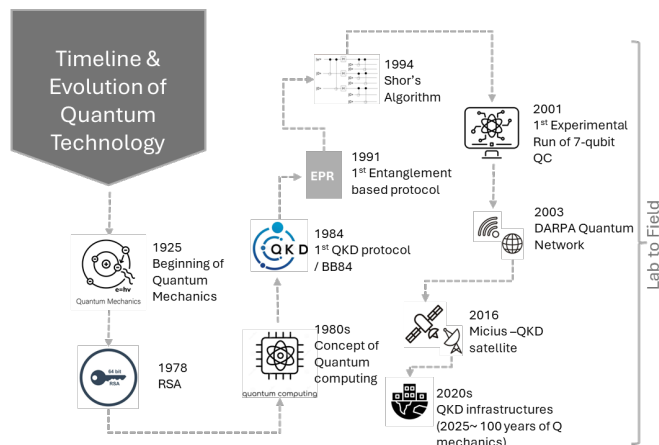 Timeline &
Evolution of
Quantum
Technology
1925
Beginning of
Quantum
Mechanics
e=hv
Quantum Mechanics
64 bit
RSA
1978
RSA
1980s
Concept of
Quantum
computing
quantum computing
QKD
1984
1st QKD protocol
/ BB84
EPR
1991
1st Entanglement
based protocol
1994
Shor's
Algorithm
2001
1st Experimental
Run of 7-qubit
QC
2003
DARPA Quantum
Network
2016
Micius –QKD
satellite
2020s
QKD infrastructures
(2025~ 100 years of Q
mechanics)
Lab to Field